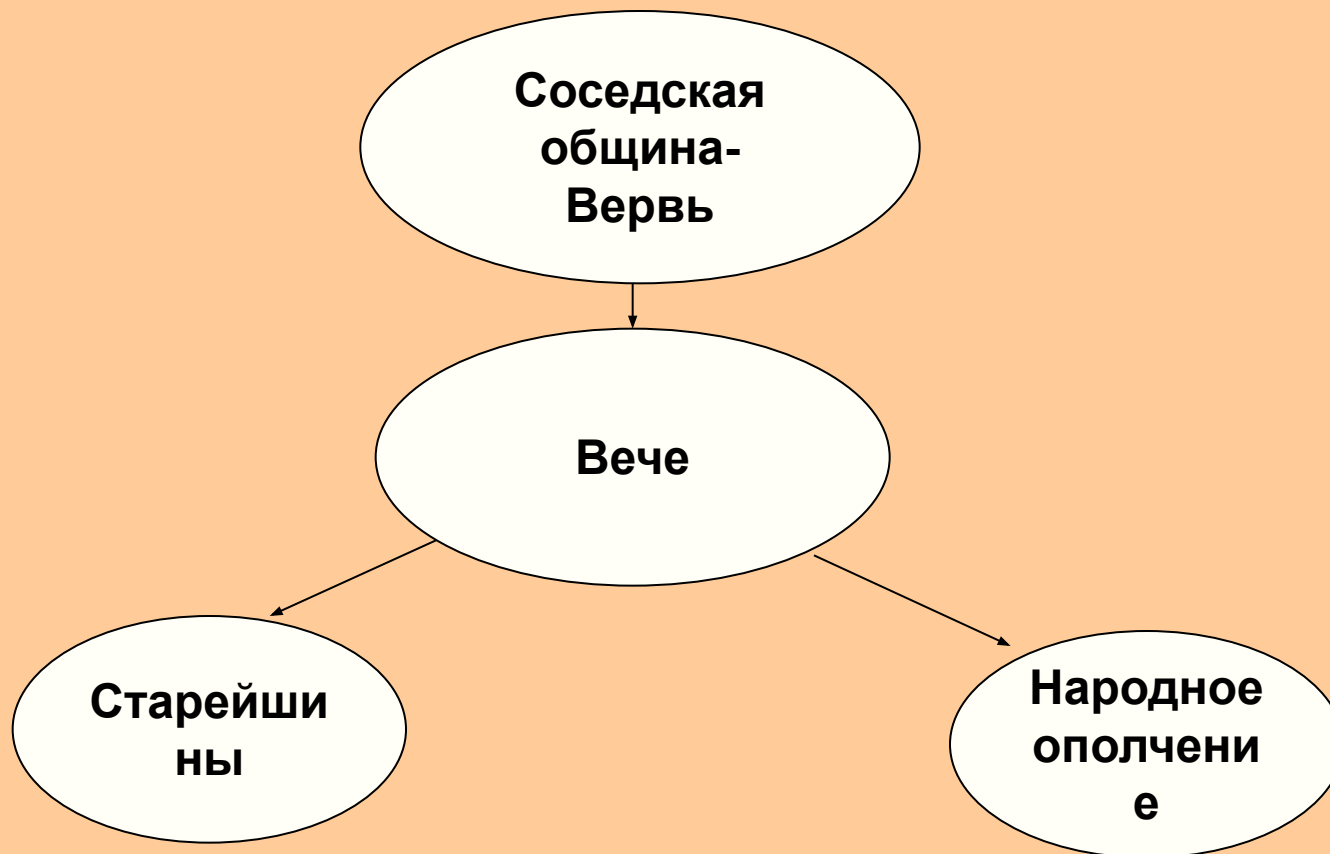 Соседская
община-
Вервь
Вече
Старейши
ны
Народное
ополчени
е